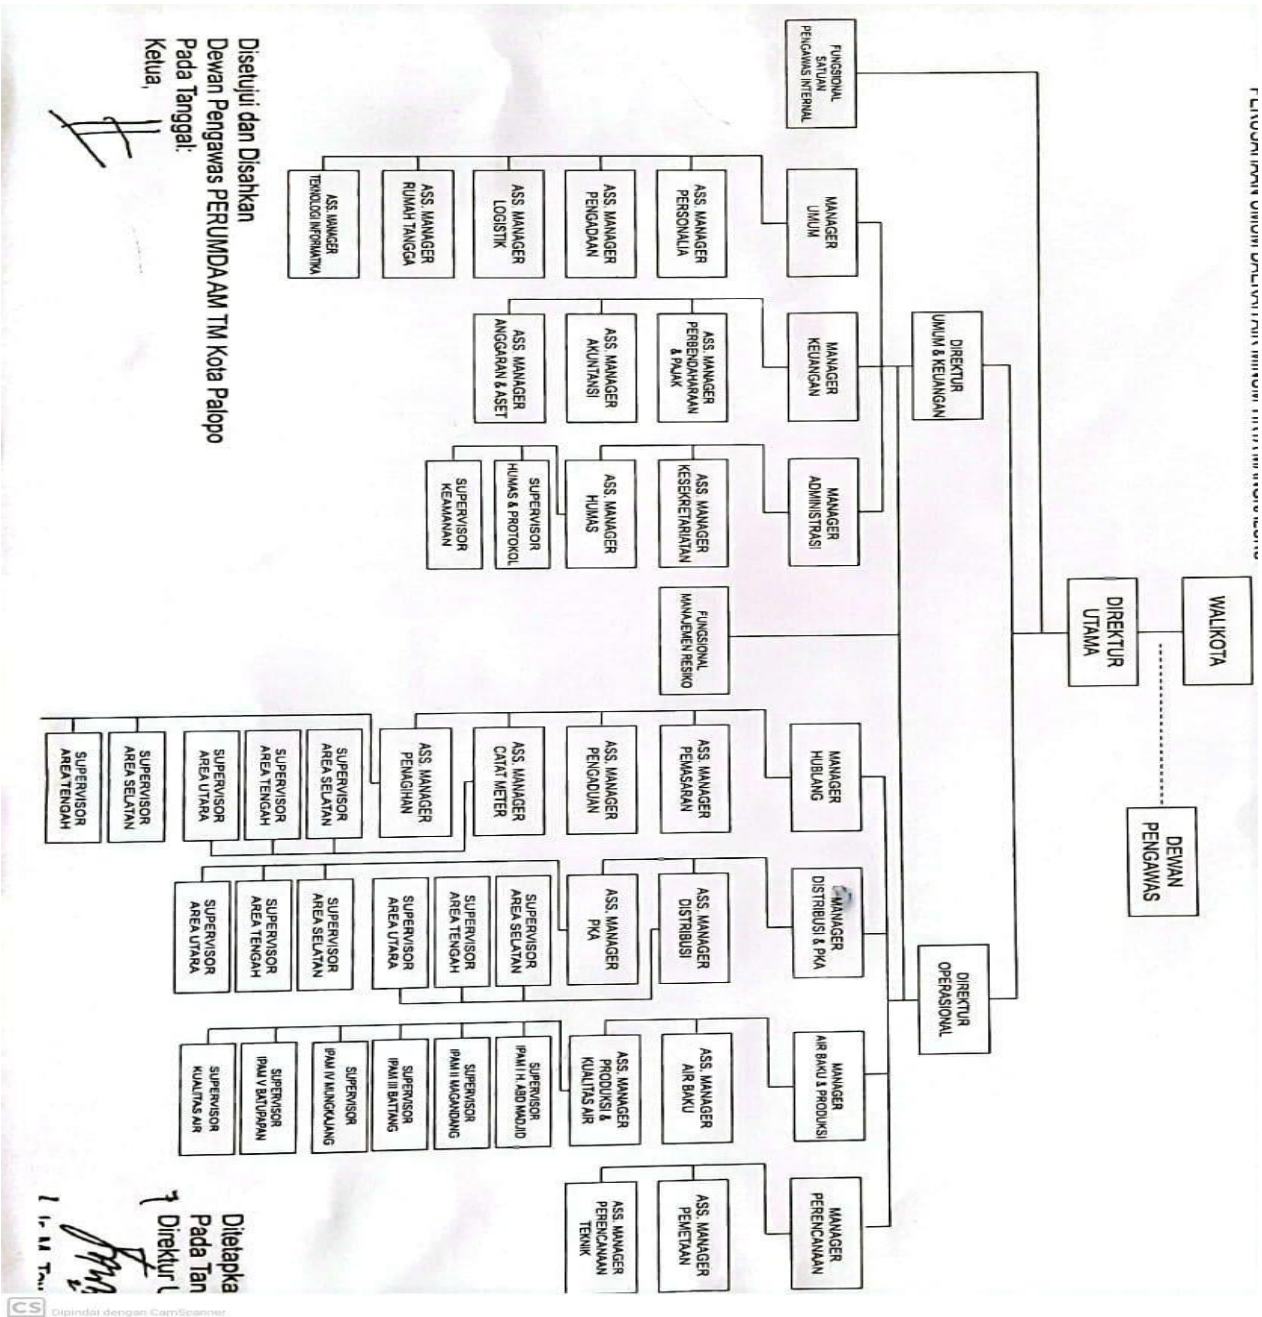 WALIKOTA
DEWAN
PENGAWAS
DIREKTUR
UTAMA
DIREKTUR
UMUM & KEUANGAN
DIREKTUR
OPERASIONAL
FUNGSIONAL
SATUAN
PENGAWAS INTERNAL
MANAGER
UMUM
MANAGER
KEUANGAN
MANAGER
ADMINISTRASI
MANAGER
HUBLANG
MANAGER
DISTRIBUSI & PKA
MANAGER
AIR BAKU & PRODUKSI
MANAGER
PERENCANAAN
FUNGSIONAL
MANAJEMEN RESIKO
ASS. MANAGER
PERSONALIA
ASS. MANAGER
PENGADAAN
ASS. MANAGER
LOGISTIK
ASS. MANAGER
RUMAH TANGGA
ASS. MANAGER
TEKNOLOGI INFORMATIKA
ASS. MANAGER
PERBENDAHARAAN
& PAJAK
ASS. MANAGER
AKUNTANSI
ASS. MANAGER
ANGGARAN & ASET
ASS. MANAGER
KESEKRETARIATAN
ASS. MANAGER
HUMAS
SUPERVISOR
HUMAS & PROTOKOL
SUPERVISOR
KEAMANAN
ASS. MANAGER
PEMASARAN
ASS. MANAGER
PENGADUAN
ASS. MANAGER
CATAT METER
ASS. MANAGER
PENAGIHAN
SUPERVISOR
AREA SELATAN
SUPERVISOR
AREA TENGAH
SUPERVISOR
AREA UTARA
SUPERVISOR
AREA SELATAN
SUPERVISOR
AREA TENGAH
ASS. MANAGER
DISTRIBUSI
ASS. MANAGER
PKA
SUPERVISOR
AREA SELATAN
SUPERVISOR
AREA TENGAH
SUPERVISOR
AREA UTARA
SUPERVISOR
AREA SELATAN
SUPERVISOR
AREA TENGAH
SUPERVISOR
AREA UTARA
ASS. MANAGER
AIR BAKU
ASS. MANAGER
PRODUKSI &
KUALITAS AIR
SUPERVISOR
IPAM I H. ABD MADJID
SUPERVISOR
IPAM II MAGANDANG
SUPERVISOR
IPAM III BATTANG
SUPERVISOR
IPAM IV MUNGKAJANG
SUPERVISOR
IPAM V BATUPAPAN
SUPERVISOR
KUALITAS AIR
ASS. MANAGER
PEMETAAN
ASS. MANAGER
PERENCANAAN
TEKNIK
Disetujui dan Disahkan
Dewan Pengawas PERUMDA AM TM Kota Palopo
Pada Tanggal:
Ketua,
Ditetapka
Pada Tan
Direktur U
CS Dipindai dengan CamScanner